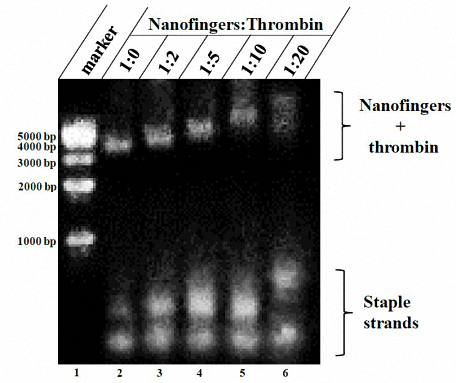 Nanofingers:Thrombin
marker 1:0 1:2 1:5 1:10 1:20
5000 bp
4000 bp
3000 bp
2000 bp
1000 bp
Nanofingers
+
thrombin
Staple
strands
1 2 3 4 5 6